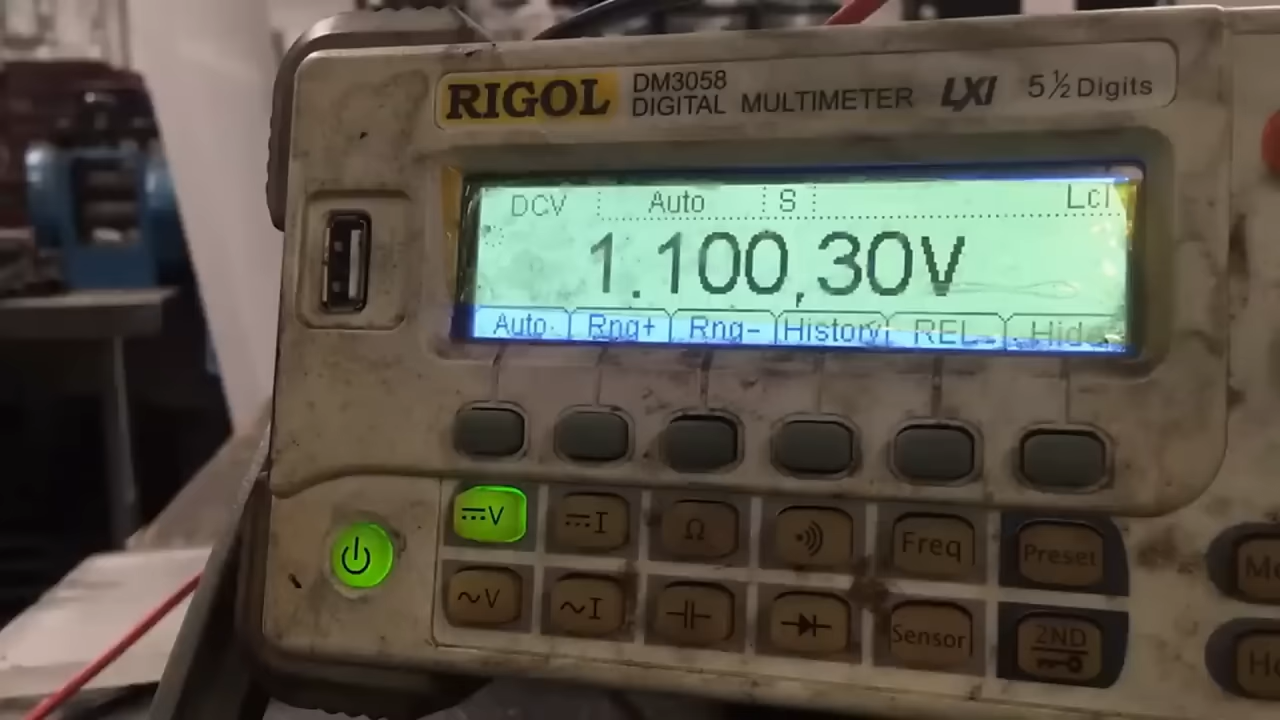 RIGOL DM3058 DIGITAL MULTIMETER LXI 5½ Digits
DCV Auto S Lcl
1.100,30V
Auto Rng+ Rng- History REL
V I Ω Freq Preset
~V ~I Sensor 2ND